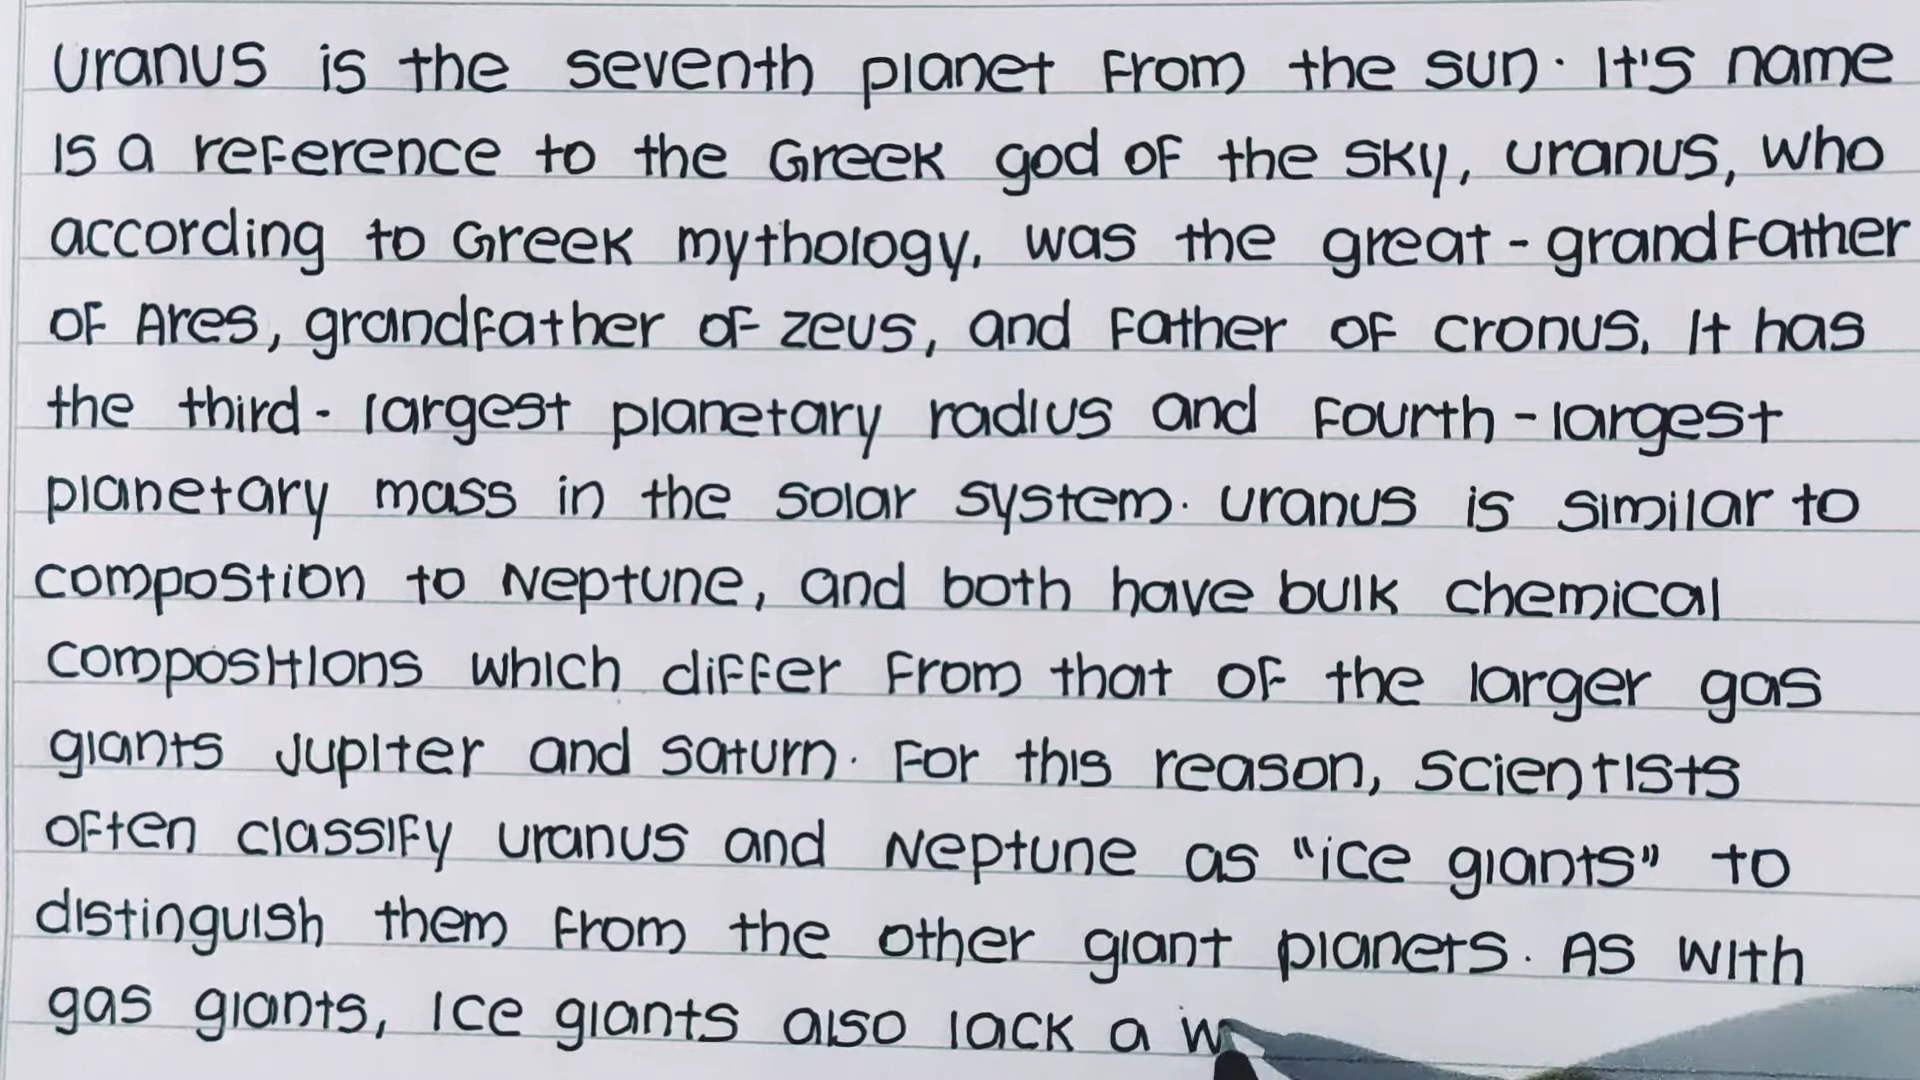 Uranus is the seventh planet from the sun. It's name
is a reference to the Greek god of the sky, Uranus, who
according to Greek mythology, was the great-grandfather
of Ares, grandfather of Zeus, and father of Cronus. It has
the third-largest planetary radius and fourth-largest
planetary mass in the solar system. Uranus is similar to
compostion to Neptune, and both have bulk chemical
compositions which differ from that of the larger gas
giants Jupiter and Saturn. For this reason, scientists
often classify Uranus and Neptune as "ice giants" to
distinguish them from the other giant planets. As with
gas giants, ice giants also lack a w